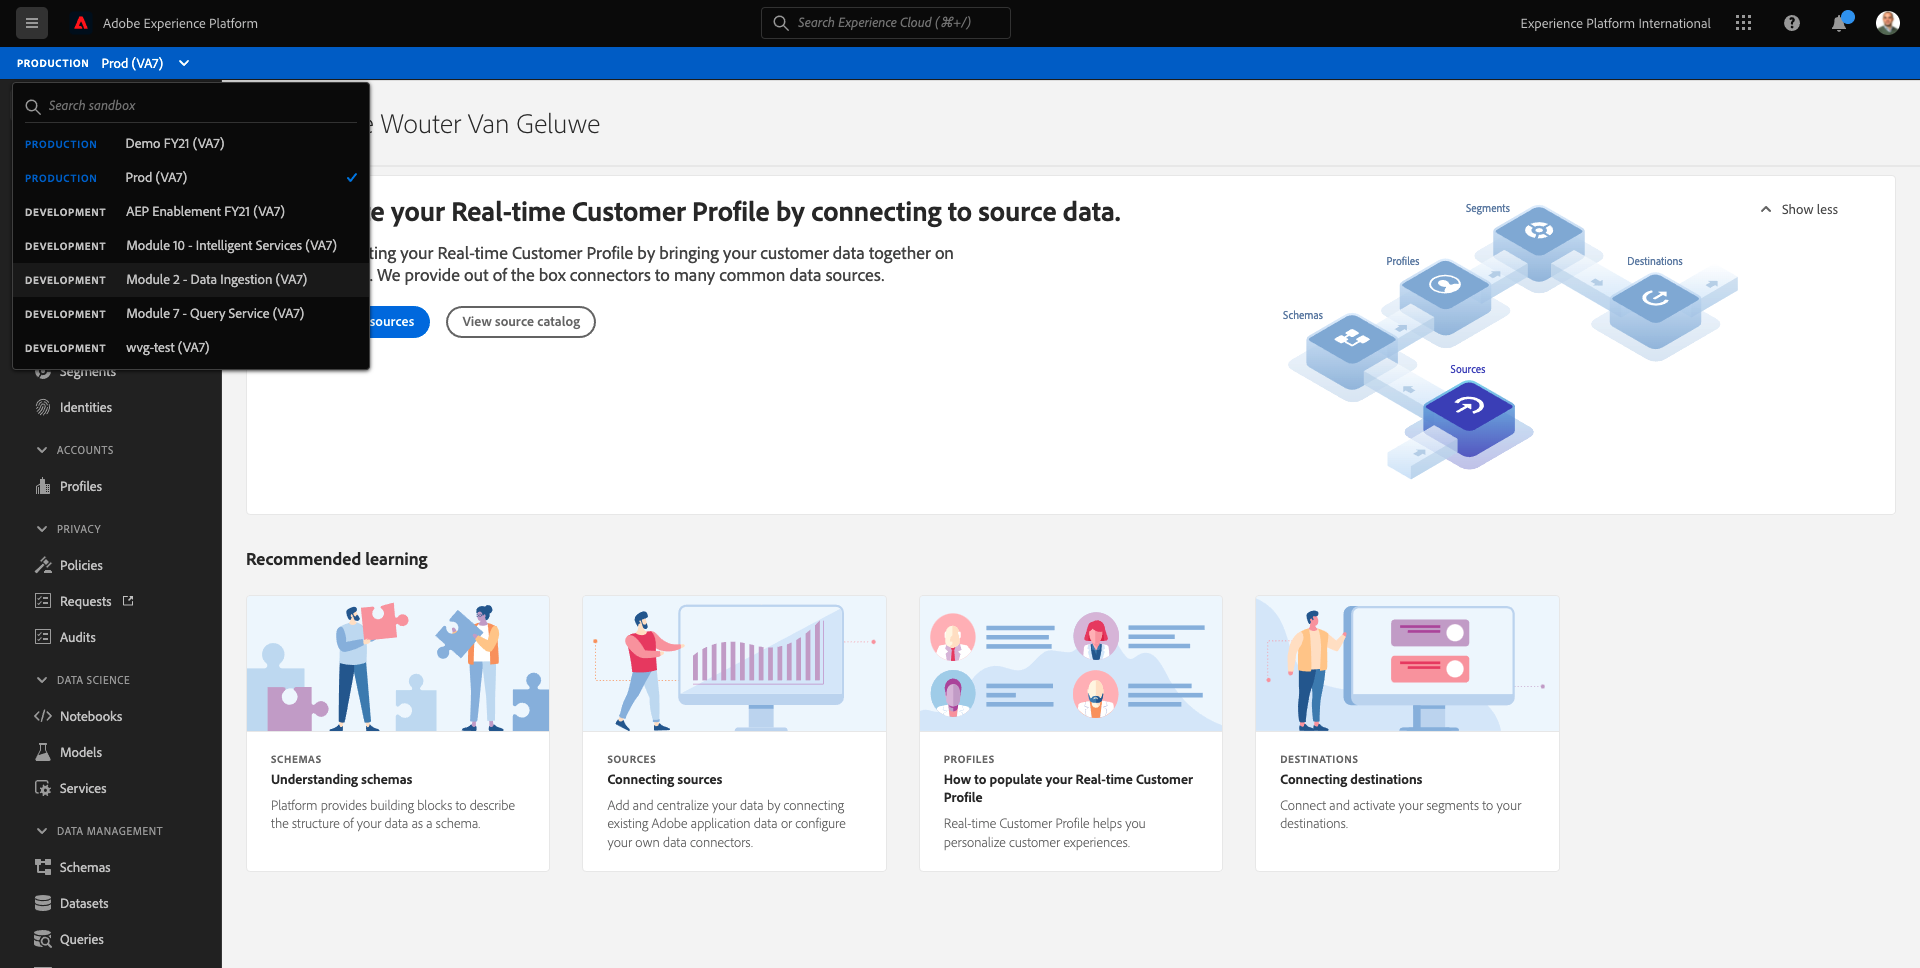 Adobe Experience Platform
Search Experience Cloud (⌘+/)
Experience Platform International
PRODUCTION Prod (VA7)
Search sandbox
PRODUCTION Demo FY21 (VA7)
PRODUCTION Prod (VA7)
DEVELOPMENT AEP Enablement FY21 (VA7)
DEVELOPMENT Module 10 - Intelligent Services (VA7)
DEVELOPMENT Module 2 - Data Ingestion (VA7)
DEVELOPMENT Module 7 - Query Service (VA7)
DEVELOPMENT wvg-test (VA7)
Segments
Identities
ACCOUNTS
Profiles
PRIVACY
Policies
Requests
Audits
DATA SCIENCE
Notebooks
Models
Services
DATA MANAGEMENT
Schemas
Datasets
Queries
e Wouter Van Geluwe
e your Real-time Customer Profile by connecting to source data.
ting your Real-time Customer Profile by bringing your customer data together on
. We provide out of the box connectors to many common data sources.
sources
View source catalog
Segments
Profiles
Destinations
Schemas
Sources
Show less
Recommended learning
SCHEMAS
Understanding schemas
Platform provides building blocks to describe
the structure of your data as a schema.
SOURCES
Connecting sources
Add and centralize your data by connecting
existing Adobe application data or configure
your own data connectors.
PROFILES
How to populate your Real-time Customer
Profile
Real-time Customer Profile helps you
personalize customer experiences.
DESTINATIONS
Connecting destinations
Connect and activate your segments to your
destinations.